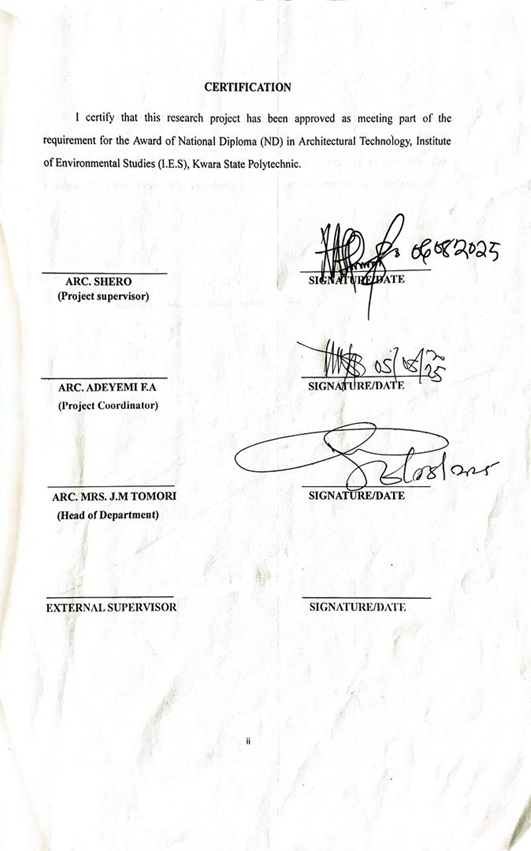 CERTIFICATION
I certify that this research project has been approved as meeting part of the
requirement for the Award of National Diploma (ND) in Architectural Technology, Institute
of Environmental Studies (I.E.S), Kwara State Polytechnic.
06082025
ARC. SHERO SIGNATURE/DATE
(Project supervisor)
05/08/25
ARC. ADEYEMI F.A SIGNATURE/DATE
(Project Coordinator)
ARC. MRS. J.M TOMORI SIGNATURE/DATE
(Head of Department)
EXTERNAL SUPERVISOR SIGNATURE/DATE
ii